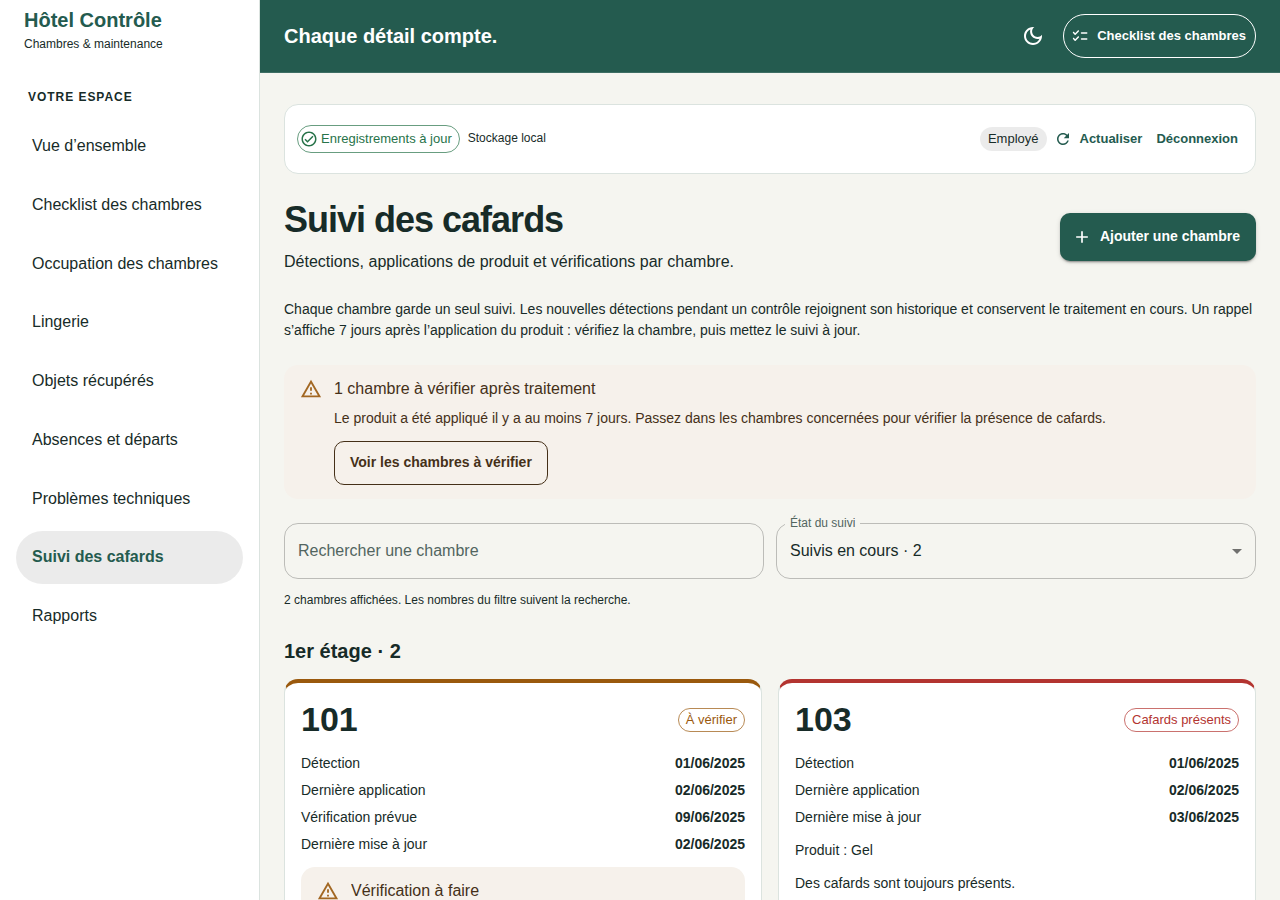 Hôtel Contrôle
Chambres & maintenance
VOTRE ESPACE
Vue d’ensemble
Checklist des chambres
Occupation des chambres
Lingerie
Objets récupérés
Absences et départs
Problèmes techniques
Suivi des cafards
Rapports
Chaque détail compte.
Checklist des chambres
Enregistrements à jour
Stockage local
Employé
Actualiser
Déconnexion
Suivi des cafards
Détections, applications de produit et vérifications par chambre.
Ajouter une chambre
Chaque chambre garde un seul suivi. Les nouvelles détections pendant un contrôle rejoignent son historique et conservent le traitement en cours. Un rappel
s’affiche 7 jours après l’application du produit : vérifiez la chambre, puis mettez le suivi à jour.
1 chambre à vérifier après traitement
Le produit a été appliqué il y a au moins 7 jours. Passez dans les chambres concernées pour vérifier la présence de cafards.
Voir les chambres à vérifier
Rechercher une chambre
État du suivi
Suivis en cours · 2
2 chambres affichées. Les nombres du filtre suivent la recherche.
1er étage · 2
101
À vérifier
Détection 01/06/2025
Dernière application 02/06/2025
Vérification prévue 09/06/2025
Dernière mise à jour 02/06/2025
Vérification à faire
103
Cafards présents
Détection 01/06/2025
Dernière application 02/06/2025
Dernière mise à jour 03/06/2025
Produit : Gel
Des cafards sont toujours présents.